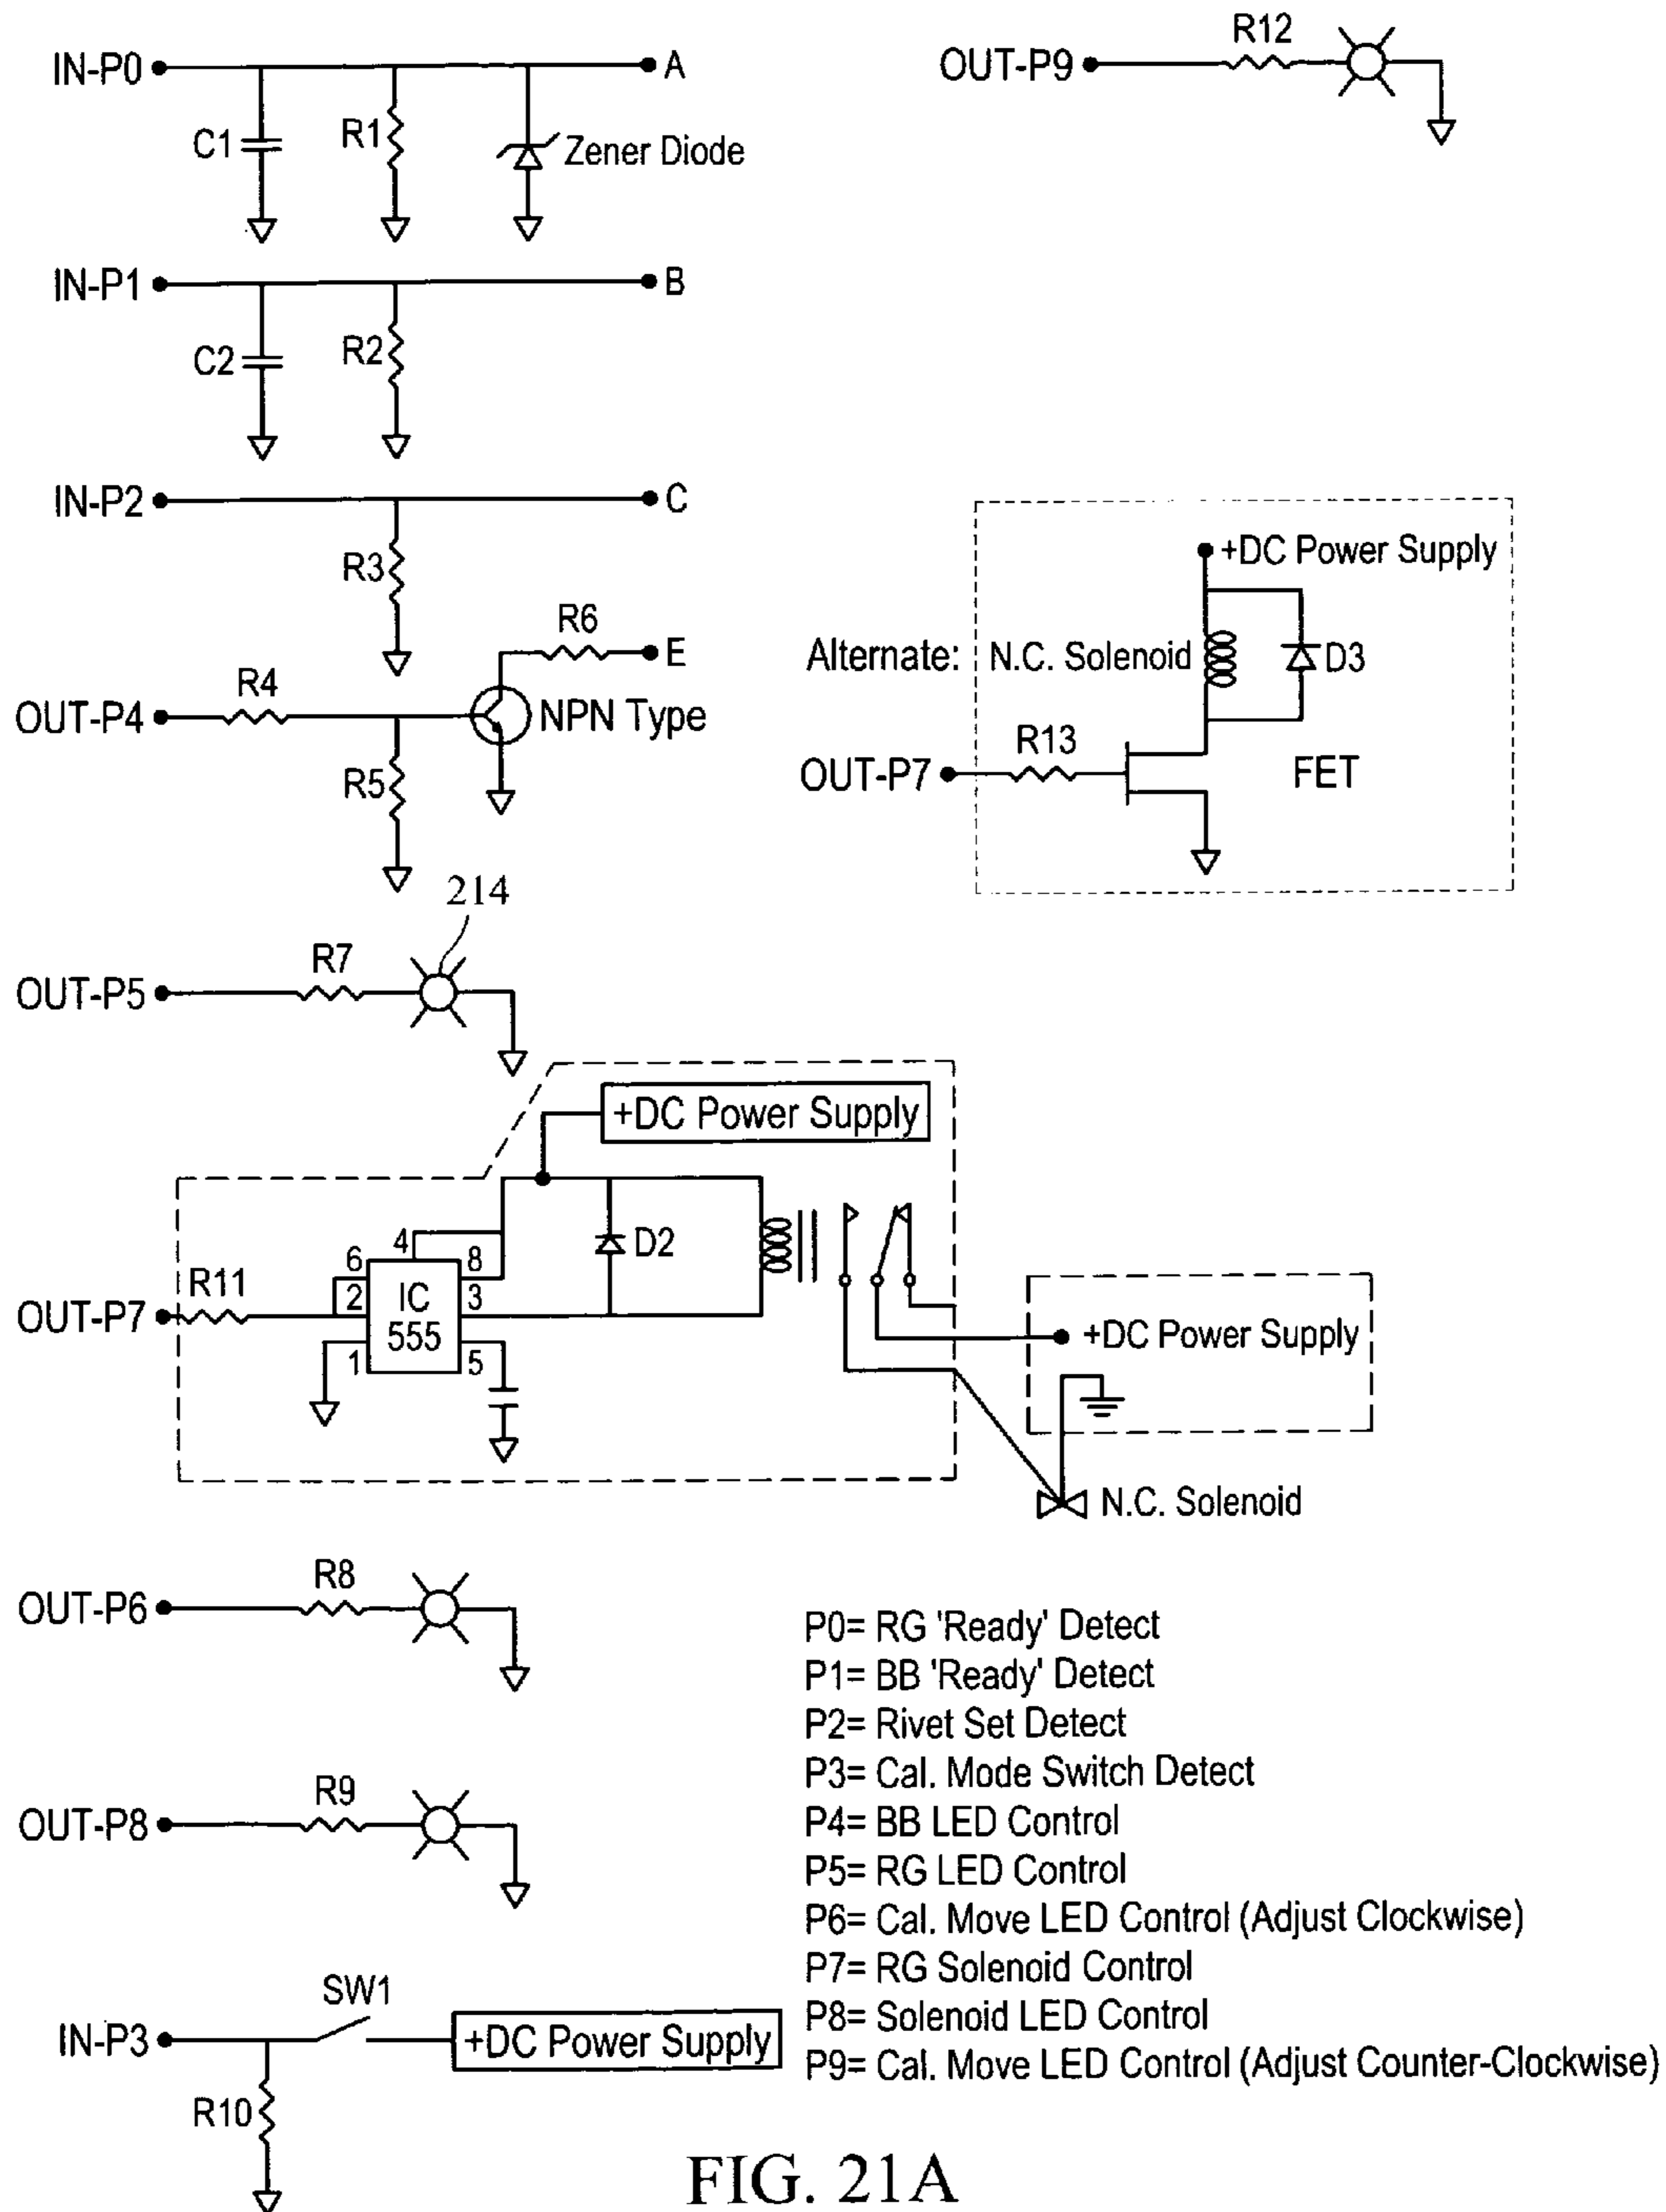 IN-P0
A
C1
R1
Zener Diode
OUT-P9
R12
IN-P1
B
C2
R2
IN-P2
C
R3
R6
E
R4
OUT-P4
NPN Type
R5
+DC Power Supply
Alternate:
N.C. Solenoid
D3
R13
OUT-P7
FET
214
R7
OUT-P5
+DC Power Supply
4
6
8
D2
R11
2
IC
3
OUT-P7
555
1
5
+DC Power Supply
N.C. Solenoid
R8
OUT-P6
R9
OUT-P8
SW1
IN-P3
+DC Power Supply
R10
P0= RG 'Ready' Detect
P1= BB 'Ready' Detect
P2= Rivet Set Detect
P3= Cal. Mode Switch Detect
P4= BB LED Control
P5= RG LED Control
P6= Cal. Move LED Control (Adjust Clockwise)
P7= RG Solenoid Control
P8= Solenoid LED Control
P9= Cal. Move LED Control (Adjust Counter-Clockwise)
FIG. 21A